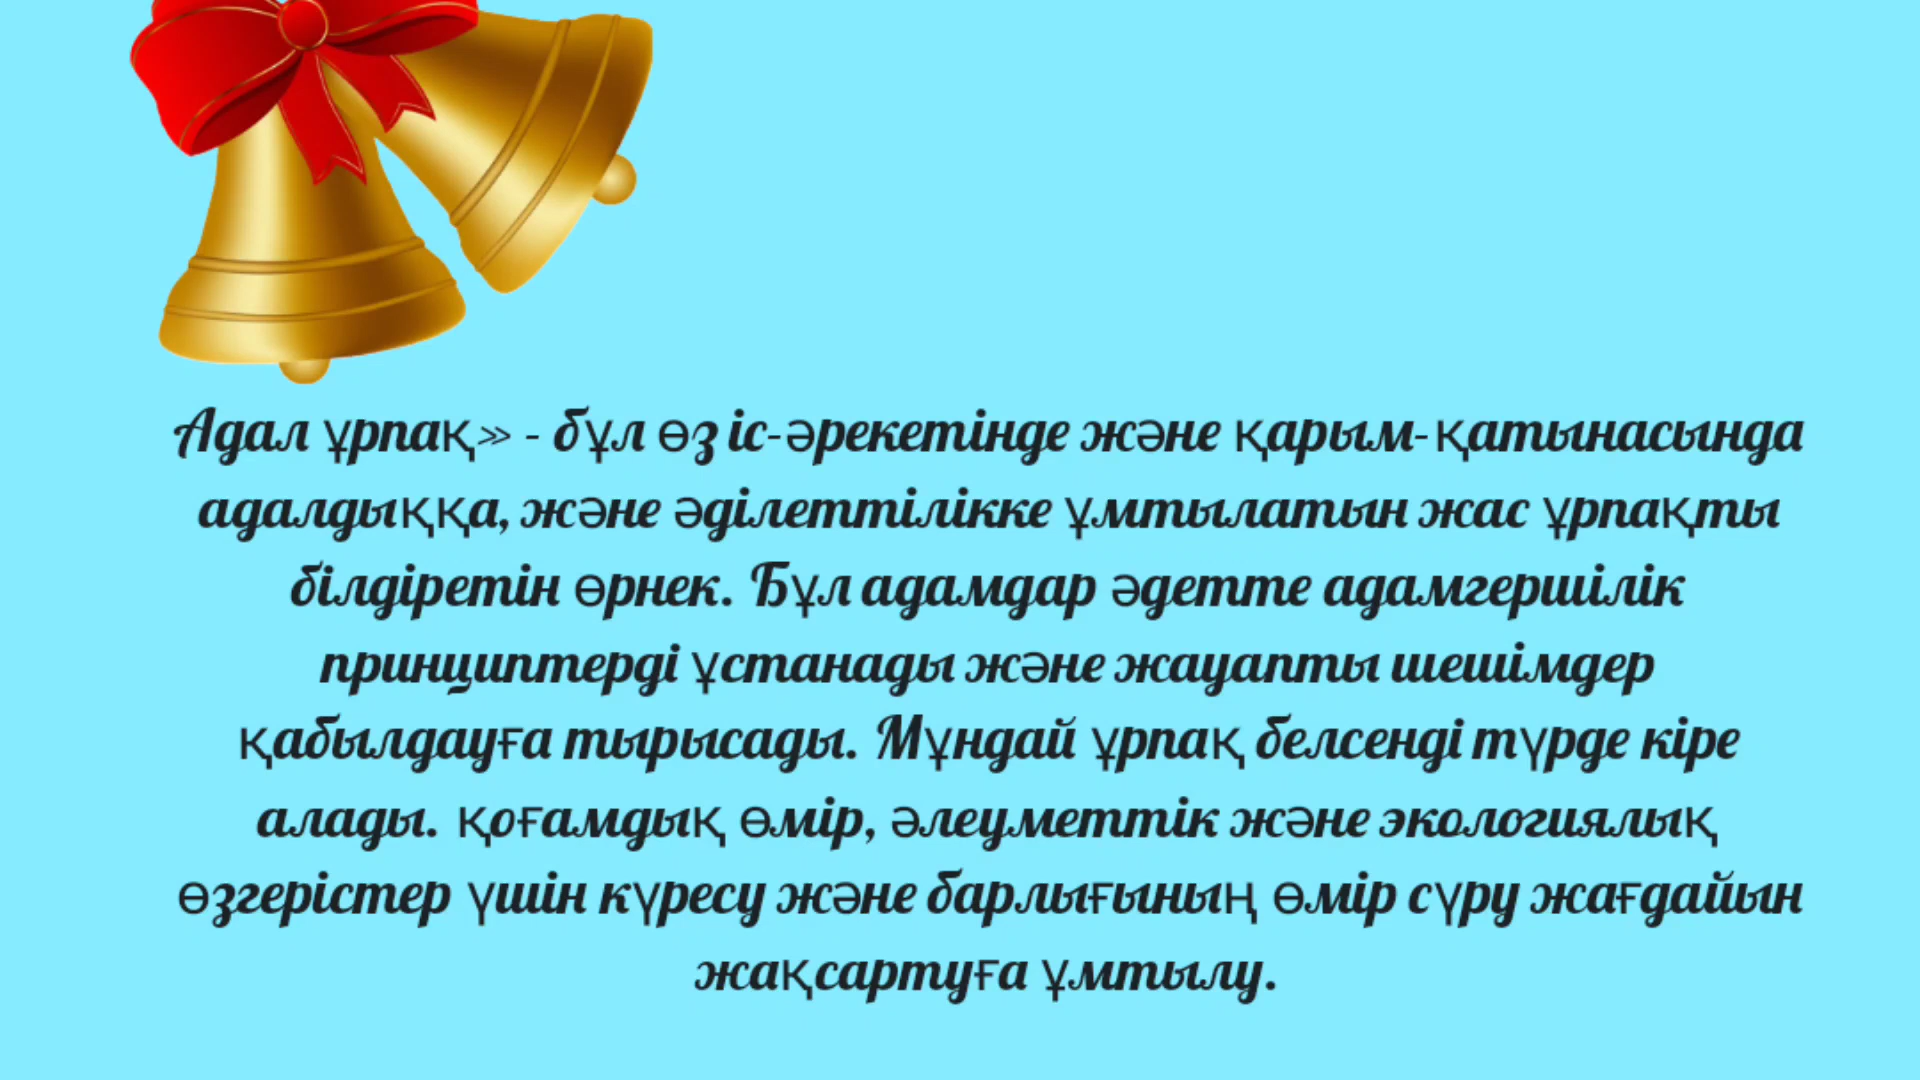 Адал ұрпақ» - бұл өз іс-әрекетінде және қарым-қатынасында
адалдыққа, және әділеттілікке ұмтылатын жас ұрпақты
білдіретін өрнек. Бұл адамдар әдетте адамгершілік
принциптерді ұстанады және жауапты шешімдер
қабылдауға тырысады. Мұндай ұрпақ белсенді түрде кіре
алады. қоғамдық өмір, әлеуметтік және экологиялық
өзгерістер үшін күресу және барлығының өмір сүру жағдайын
жақсартуға ұмтылу.